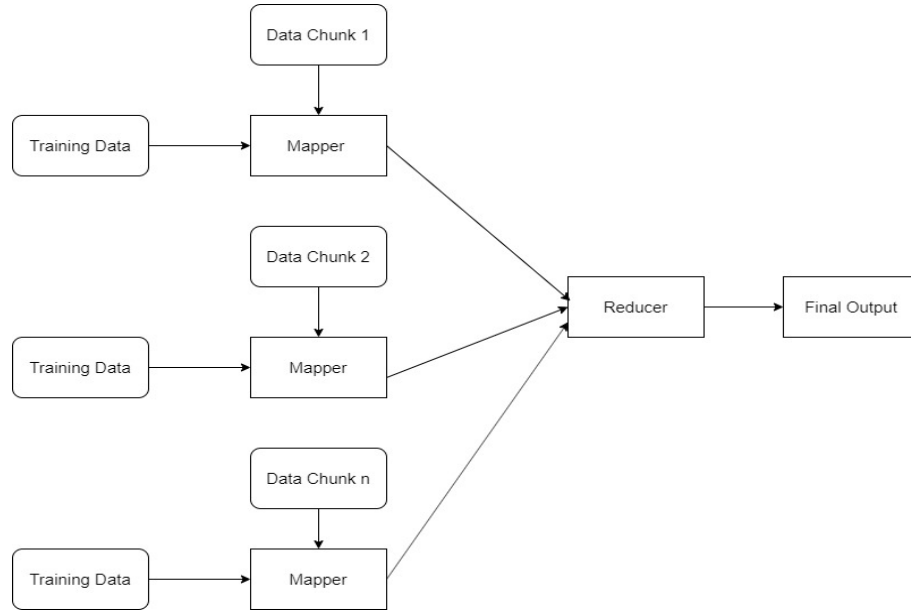 Data Chunk 1
Training Data
Mapper
Data Chunk 2
Training Data
Mapper
Reducer
Final Output
Data Chunk n
Training Data
Mapper